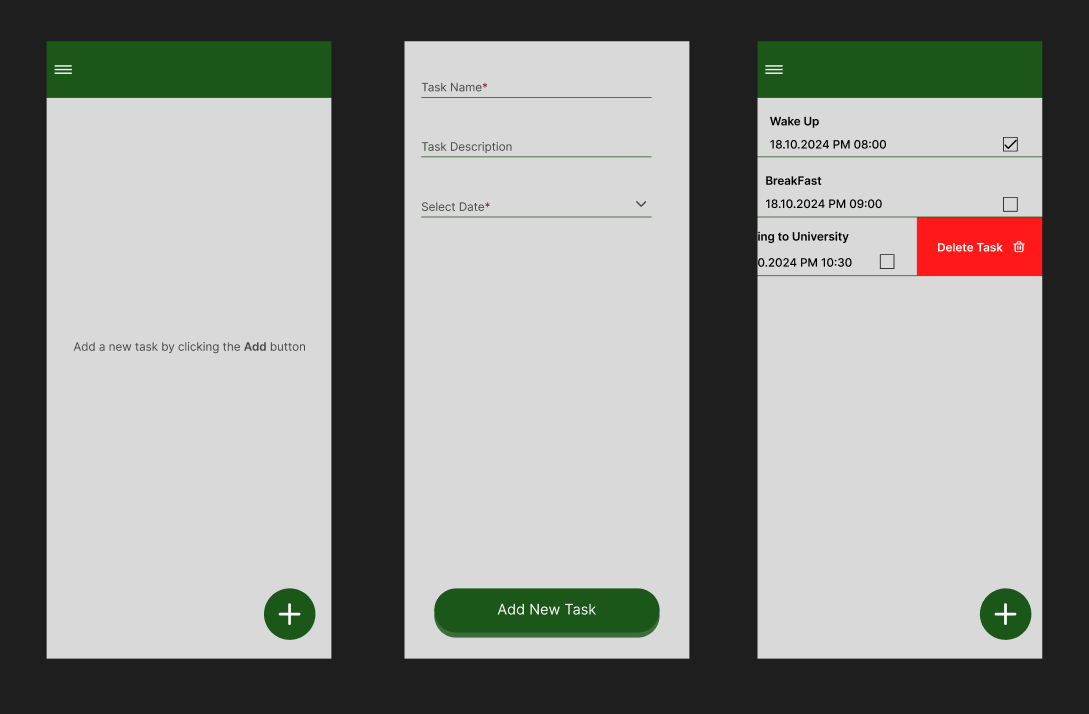 Add a new task by clicking the Add button
Task Name*
Task Description
Select Date*
Add New Task
Wake Up
18.10.2024 PM 08:00
BreakFast
18.10.2024 PM 09:00
ing to University
0.2024 PM 10:30
Delete Task